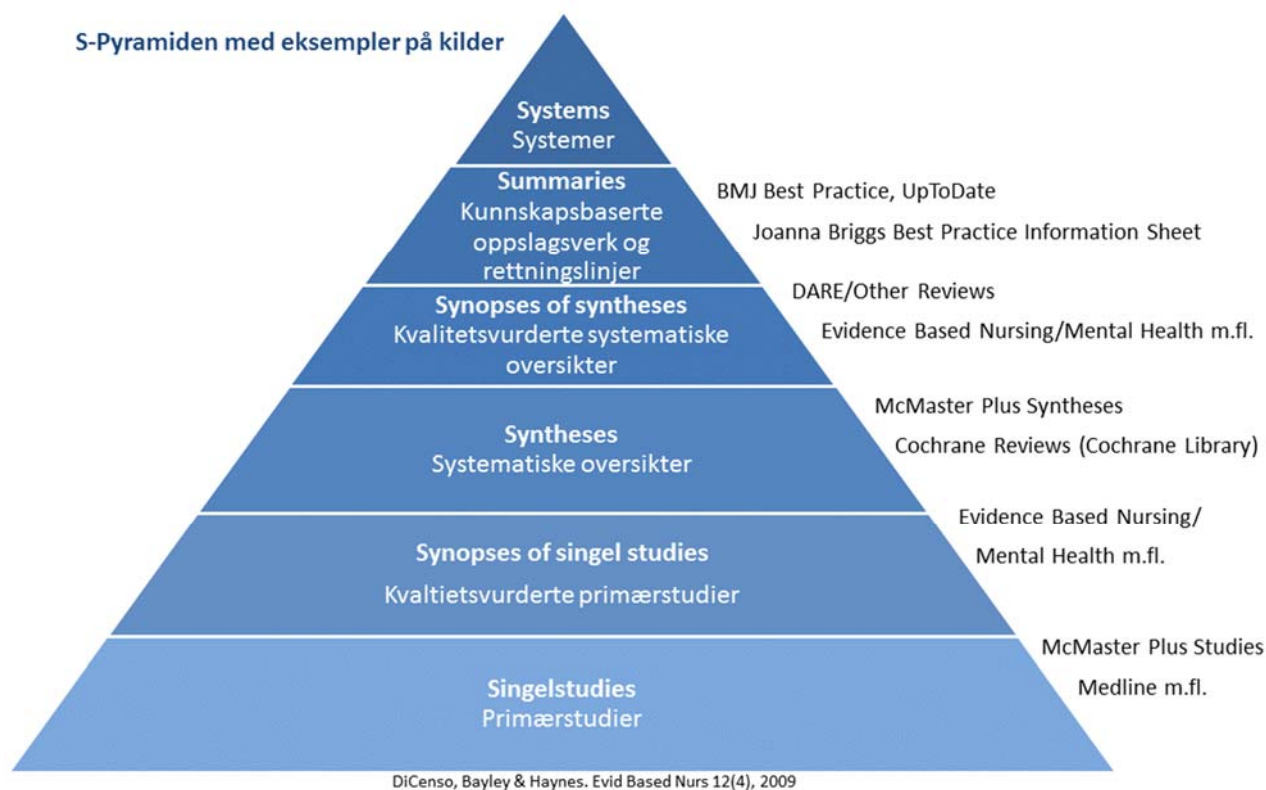 S-Pyramiden med eksempler på kilder
Systems
Systemer
Summaries
Kunnskapsbaserte
oppslagsverk og
rettningslinjer
BMJ Best Practice, UpToDate
Joanna Briggs Best Practice Information Sheet
Synopses of syntheses
Kvalitetsvurderte systematiske
oversikter
DARE/Other Reviews
Evidence Based Nursing/Mental Health m.fl.
Syntheses
Systematiske oversikter
McMaster Plus Syntheses
Cochrane Reviews (Cochrane Library)
Synopses of singel studies
Kvaltietsvurderte primærstudier
Evidence Based Nursing/
Mental Health m.fl.
Singelstudies
Primærstudier
McMaster Plus Studies
Medline m.fl.
DiCenso, Bayley & Haynes. Evid Based Nurs 12(4), 2009